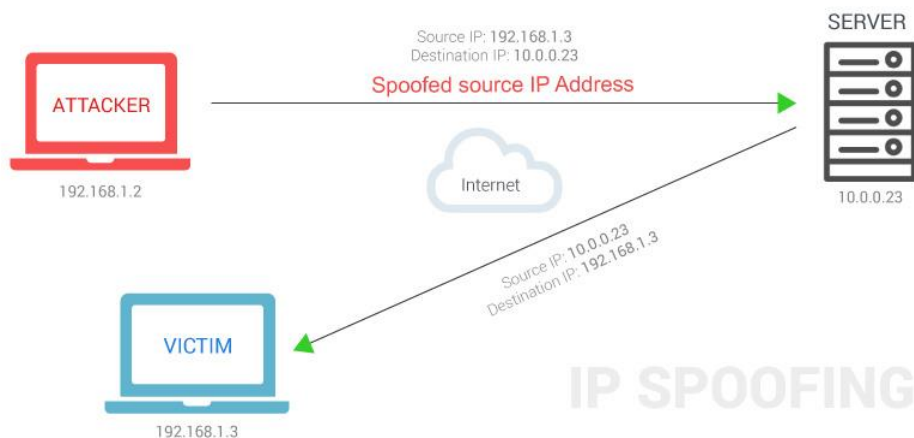 SERVER
Source IP: 192.168.1.3
Destination IP: 10.0.0.23
Spoofed source IP Address
ATTACKER
192.168.1.2
Internet
10.0.0.23
Source IP: 10.0.0.23
Destination IP: 192.168.1.3
VICTIM
192.168.1.3
IP SPOOFING